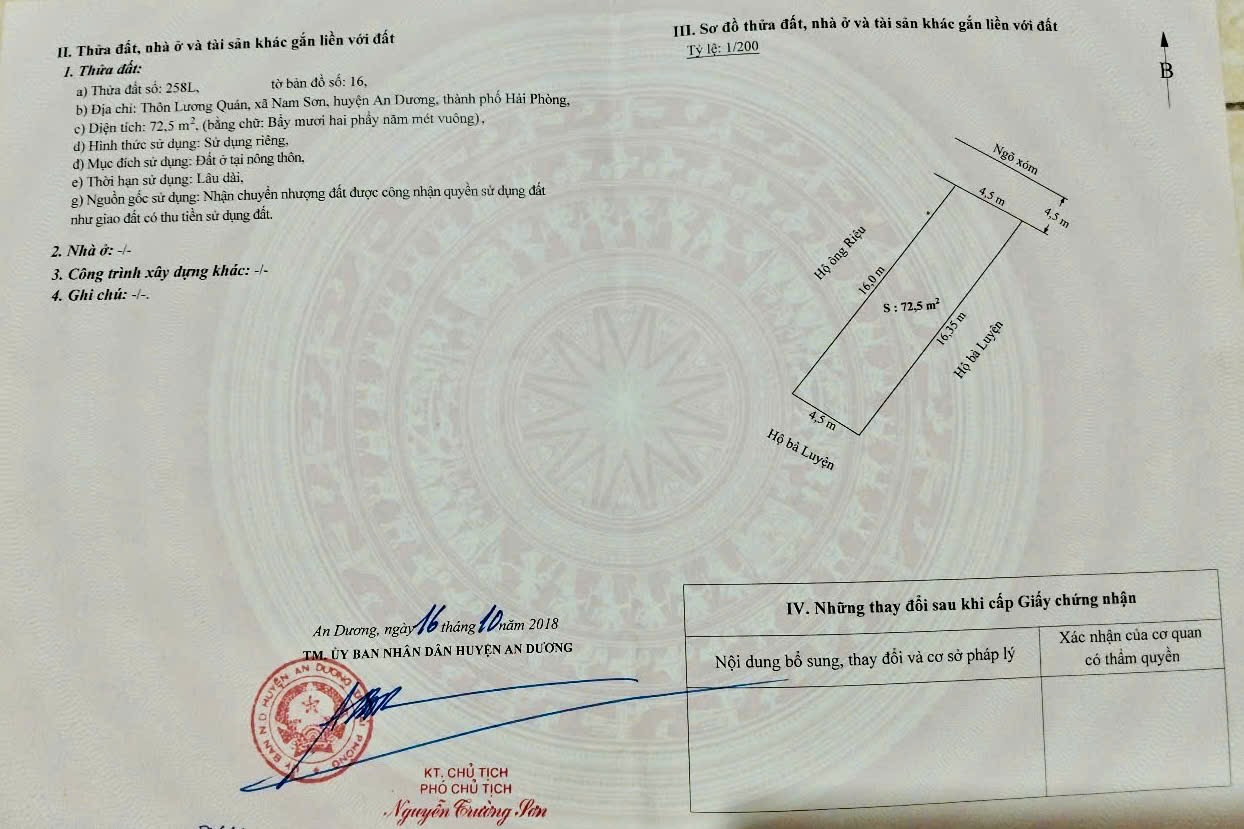 II. Thửa đất, nhà ở và tài sản khác gắn liền với đất
1. Thửa đất:
a) Thửa đất số: 258L, tờ bản đồ số: 16,
b) Địa chỉ: Thôn Lương Quán, xã Nam Sơn, huyện An Dương, thành phố Hải Phòng,
c) Diện tích: 72,5 m², (bằng chữ: Bẩy mươi hai phẩy năm mét vuông),
d) Hình thức sử dụng: Sử dụng riêng,
đ) Mục đích sử dụng: Đất ở tại nông thôn,
e) Thời hạn sử dụng: Lâu dài,
g) Nguồn gốc sử dụng: Nhận chuyển nhượng đất được công nhận quyền sử dụng đất
như giao đất có thu tiền sử dụng đất.
2. Nhà ở: -/-
3. Công trình xây dựng khác: -/-
4. Ghi chú: -/-.
An Dương, ngày 16 tháng 10 năm 2018
TM. ỦY BAN NHÂN DÂN HUYỆN AN DƯƠNG
ỦY BAN N D HUYỆN AN DƯƠNG
KT. CHỦ TỊCH
PHÓ CHỦ TỊCH
Nguyễn Trường Sơn
III. Sơ đồ thửa đất, nhà ở và tài sản khác gắn liền với đất
Tỷ lệ: 1/200
B
Ngõ xóm
4,5 m
4,5 m
Hộ ông Riệu
16,0 m
S : 72,5 m²
16,35 m
Hộ bà Luyện
4,5 m
Hộ bà Luyện
IV. Những thay đổi sau khi cấp Giấy chứng nhận
Nội dung bổ sung, thay đổi và cơ sở pháp lý
Xác nhận của cơ quan
có thẩm quyền